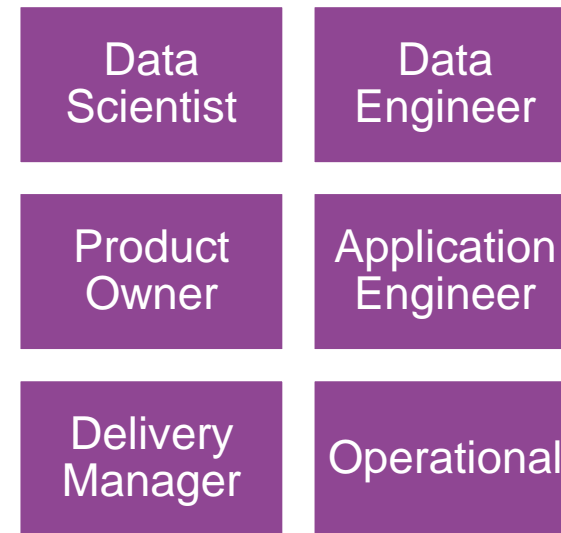 Data
Scientist
Data
Engineer
Product
Owner
Application
Engineer
Delivery
Manager
Operational